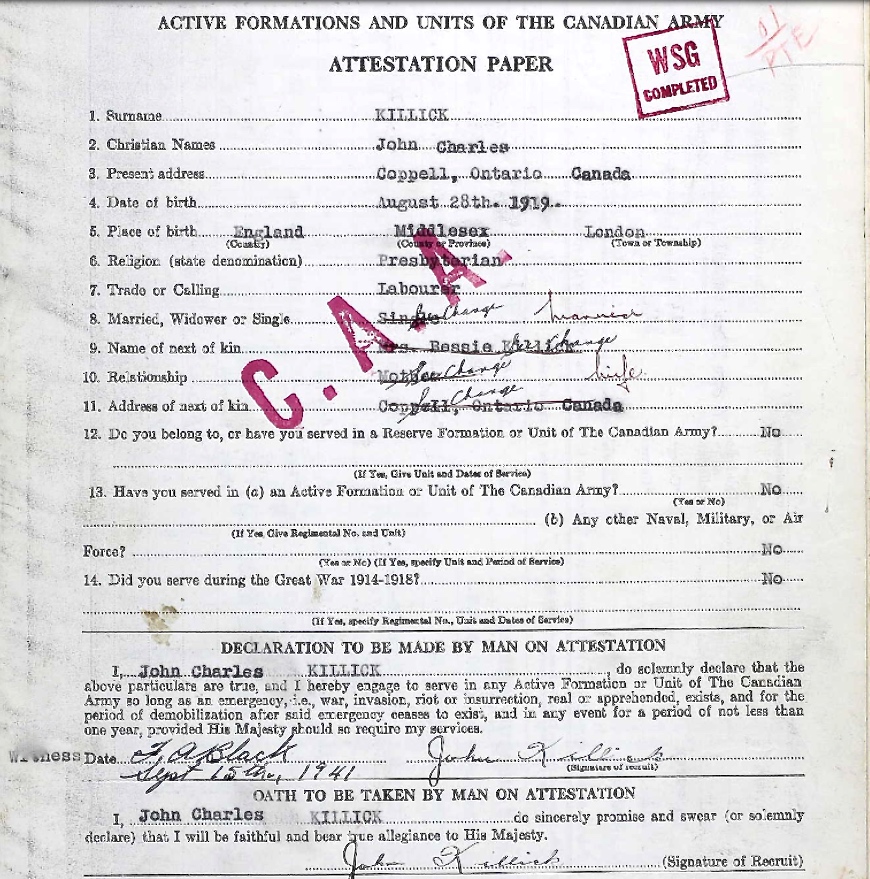 ACTIVE FORMATIONS AND UNITS OF THE CANADIAN ARMY
ATTESTATION PAPER
WSG
COMPLETED
PTE
1. Surname KILLICK
2. Christian Names John Charles
3. Present address Coppell, Ontario Canada
4. Date of birth August 28th. 1919.
5. Place of birth England Middlesex London
(Country) (County or Province) (Town or Township)
6. Religion (state denomination) Presbyterian
7. Trade or Calling Labourer
8. Married, Widower or Single Single See Change married
9. Name of next of kin Mrs. Bessie Killick See Change
10. Relationship Mother See Change wife
11. Address of next of kin Coppell, Ontario Canada See Change
C.A.A.
12. Do you belong to, or have you served in a Reserve Formation or Unit of The Canadian Army? No
(If Yes, Give Unit and Dates of Service)
13. Have you served in (a) an Active Formation or Unit of The Canadian Army? No
(Yes or No)
(b) Any other Naval, Military, or Air
(If Yes, Give Regimental No. and Unit)
Force? No
(Yes or No) (If Yes, specify Unit and Period of Service)
14. Did you serve during the Great War 1914-1918? No
(If Yes, specify Regimental No., Unit and Dates of Service)
DECLARATION TO BE MADE BY MAN ON ATTESTATION
I, John Charles KILLICK, do solemnly declare that the
above particulars are true, and I hereby engage to serve in any Active Formation or Unit of The Canadian
Army so long as an emergency, i.e., war, invasion, riot or insurrection, real or apprehended, exists, and for the
period of demobilization after said emergency ceases to exist, and in any event for a period of not less than
one year, provided His Majesty should so require my services.
Witness Date F. A Black John Killick
Sept 15th, 1941 (Signature of recruit)
OATH TO BE TAKEN BY MAN ON ATTESTATION
I, John Charles KILLICK do sincerely promise and swear (or solemnly
declare) that I will be faithful and bear true allegiance to His Majesty.
John Killick (Signature of Recruit)